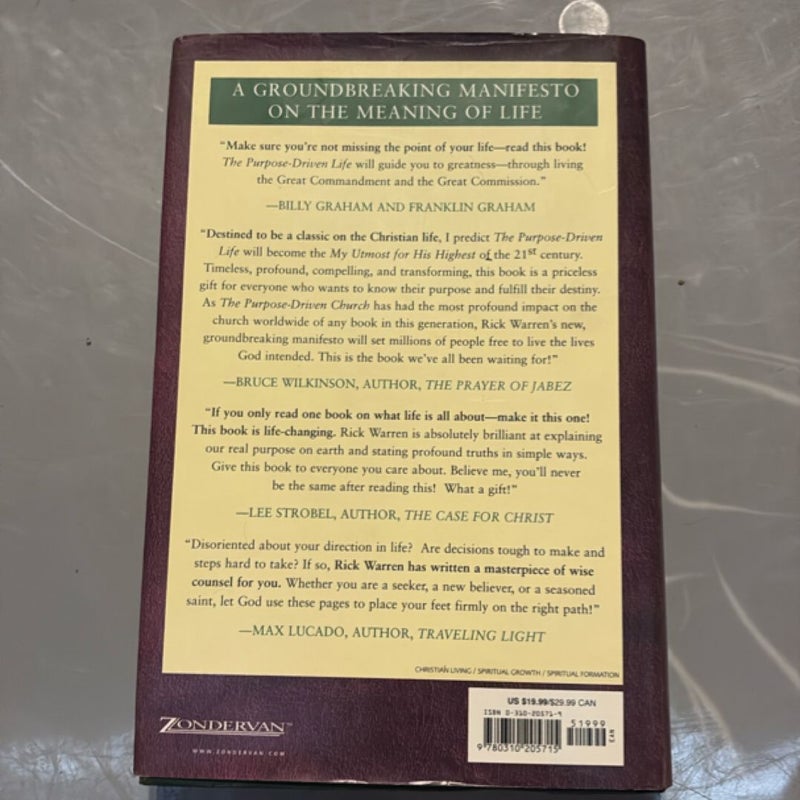 A GROUNDBREAKING MANIFESTO
ON THE MEANING OF LIFE
“Make sure you’re not missing the point of your life—read this book!
The Purpose-Driven Life will guide you to greatness—through living
the Great Commandment and the Great Commission.”
—BILLY GRAHAM AND FRANKLIN GRAHAM
“Destined to be a classic on the Christian life, I predict The Purpose-Driven
Life will become the My Utmost for His Highest of the 21st century.
Timeless, profound, compelling, and transforming, this book is a priceless
gift for everyone who wants to know their purpose and fulfill their destiny.
As The Purpose-Driven Church has had the most profound impact on the
church worldwide of any book in this generation, Rick Warren’s new,
groundbreaking manifesto will set millions of people free to live the lives
God intended. This is the book we’ve all been waiting for!”
—BRUCE WILKINSON, AUTHOR, THE PRAYER OF JABEZ
“If you only read one book on what life is all about—make it this one!
This book is life-changing. Rick Warren is absolutely brilliant at explaining
our real purpose on earth and stating profound truths in simple ways.
Give this book to everyone you care about. Believe me, you’ll never
be the same after reading this! What a gift!”
—LEE STROBEL, AUTHOR, THE CASE FOR CHRIST
“Disoriented about your direction in life? Are decisions tough to make and
steps hard to take? If so, Rick Warren has written a masterpiece of wise
counsel for you. Whether you are a seeker, a new believer, or a seasoned
saint, let God use these pages to place your feet firmly on the right path!”
—MAX LUCADO, AUTHOR, TRAVELING LIGHT
CHRISTIAN LIVING / SPIRITUAL GROWTH / SPIRITUAL FORMATION
US $19.99/$29.99 CAN
ISBN 0-310-20571-9
51999
9 780310 205715
EAN
ZONDERVAN™
WWW.ZONDERVAN.COM